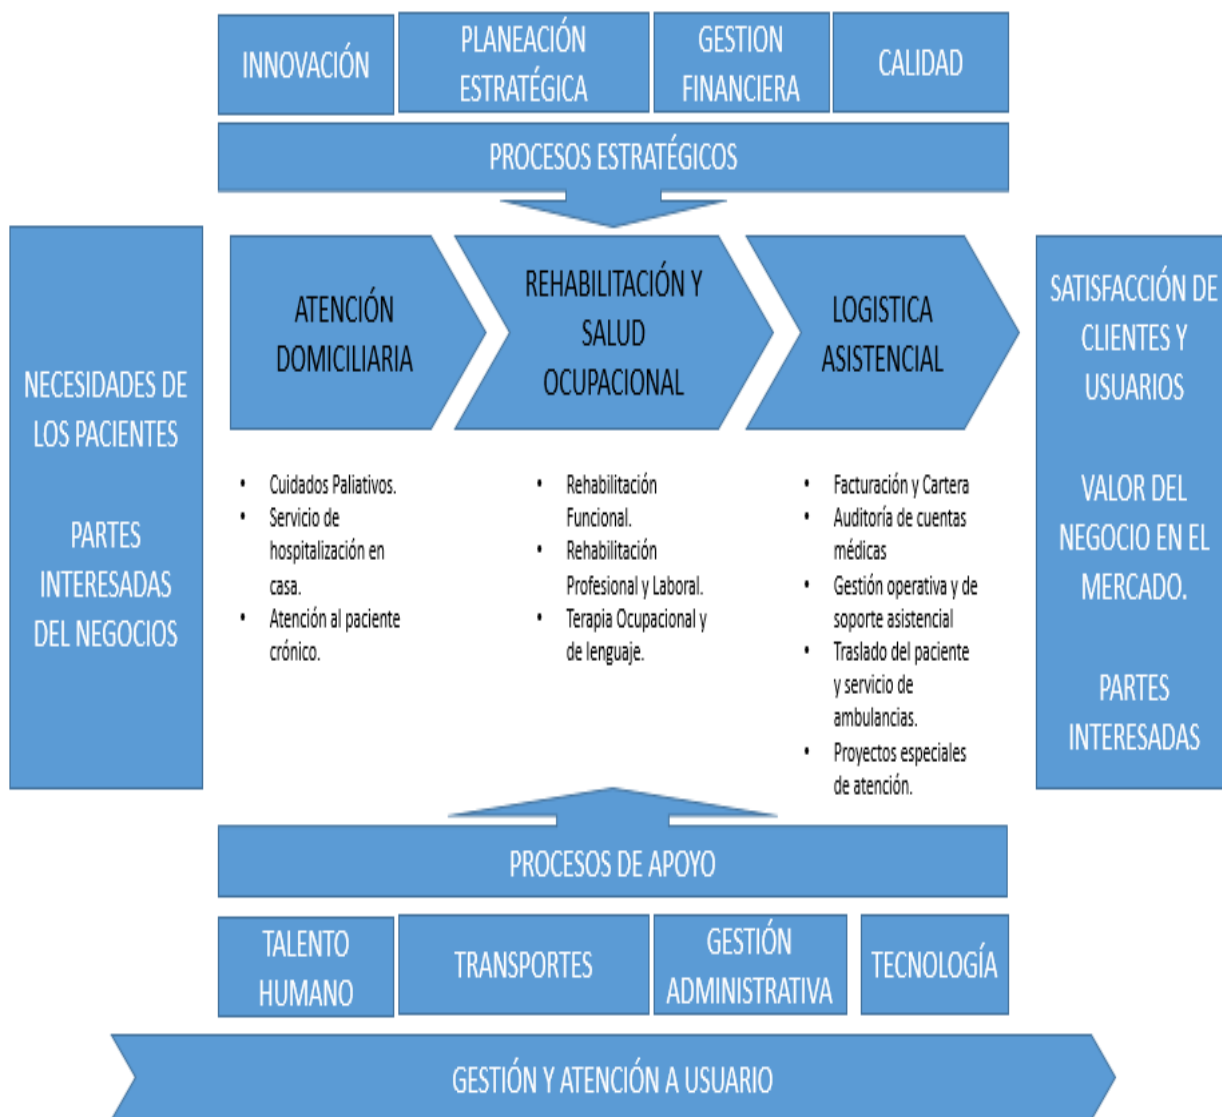 INNOVACIÓN
PLANEACIÓN
ESTRATÉGICA
GESTION
FINANCIERA
CALIDAD
PROCESOS ESTRATÉGICOS
NECESIDADES DE
LOS PACIENTES
PARTES
INTERESADAS
DEL NEGOCIOS
ATENCIÓN
DOMICILIARIA
REHABILITACIÓN Y
SALUD
OCUPACIONAL
LOGISTICA
ASISTENCIAL
• Cuidados Paliativos.
• Servicio de
hospitalización en
casa.
• Atención al paciente
crónico.
• Rehabilitación
Funcional.
• Rehabilitación
Profesional y Laboral.
• Terapia Ocupacional y
de lenguaje.
• Facturación y Cartera
• Auditoría de cuentas
médicas
• Gestión operativa y de
soporte asistencial
• Traslado del paciente
y servicio de
ambulancias.
• Proyectos especiales
de atención.
SATISFACCIÓN DE
CLIENTES Y
USUARIOS
VALOR DEL
NEGOCIO EN EL
MERCADO.
PARTES
INTERESADAS
PROCESOS DE APOYO
TALENTO
HUMANO
TRANSPORTES
GESTIÓN
ADMINISTRATIVA
TECNOLOGÍA
GESTIÓN Y ATENCIÓN A USUARIO